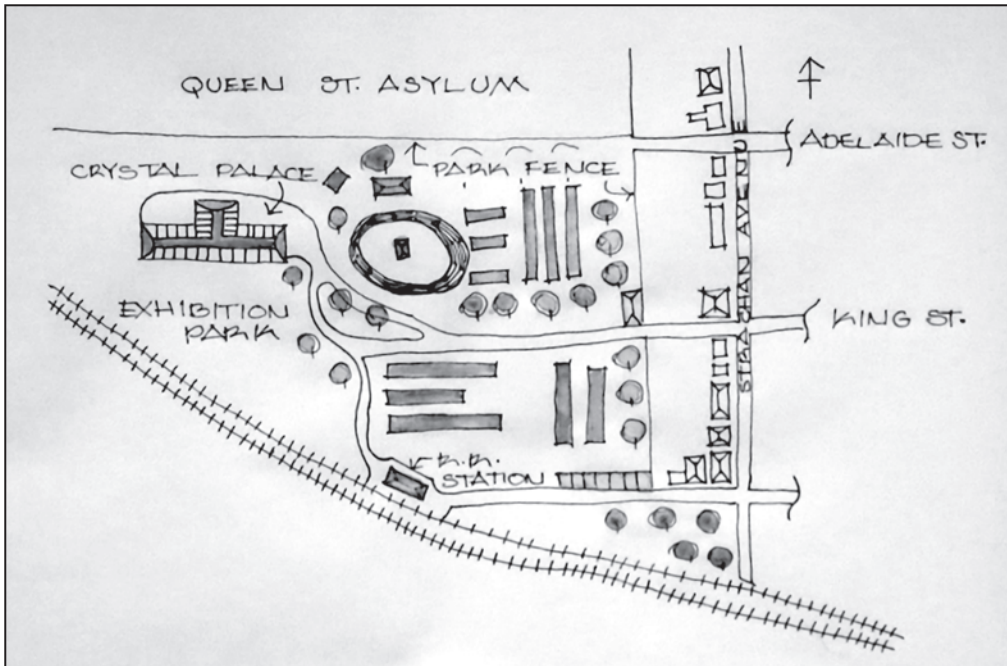 QUEEN ST. ASYLUM
ADELAIDE ST.
CRYSTAL PALACE
PARK FENCE
STRACHAN AVENUE
EXHIBITION
PARK
KING ST.
R.R.
STATION